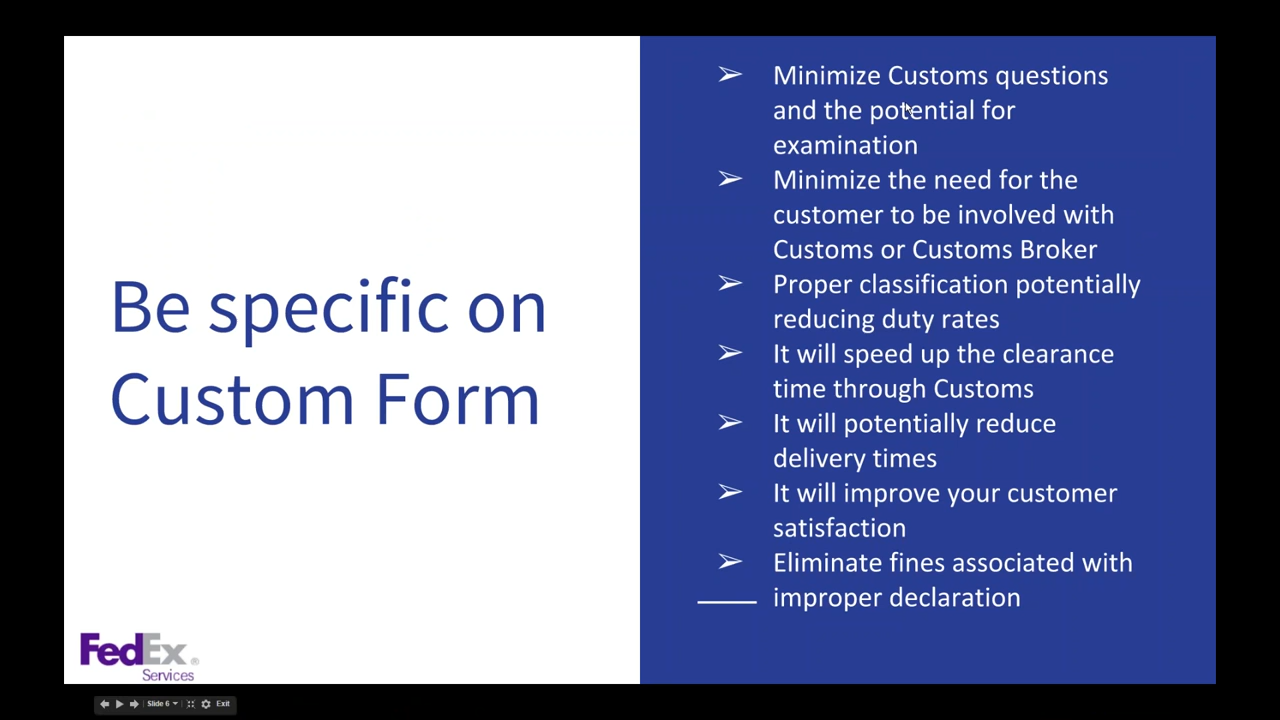 Be specific on
Custom Form
➢ Minimize Customs questions
and the potential for
examination
➢ Minimize the need for the
customer to be involved with
Customs or Customs Broker
➢ Proper classification potentially
reducing duty rates
➢ It will speed up the clearance
time through Customs
➢ It will potentially reduce
delivery times
➢ It will improve your customer
satisfaction
➢ Eliminate fines associated with
improper declaration
FedEx®
Services
Slide 6 Exit